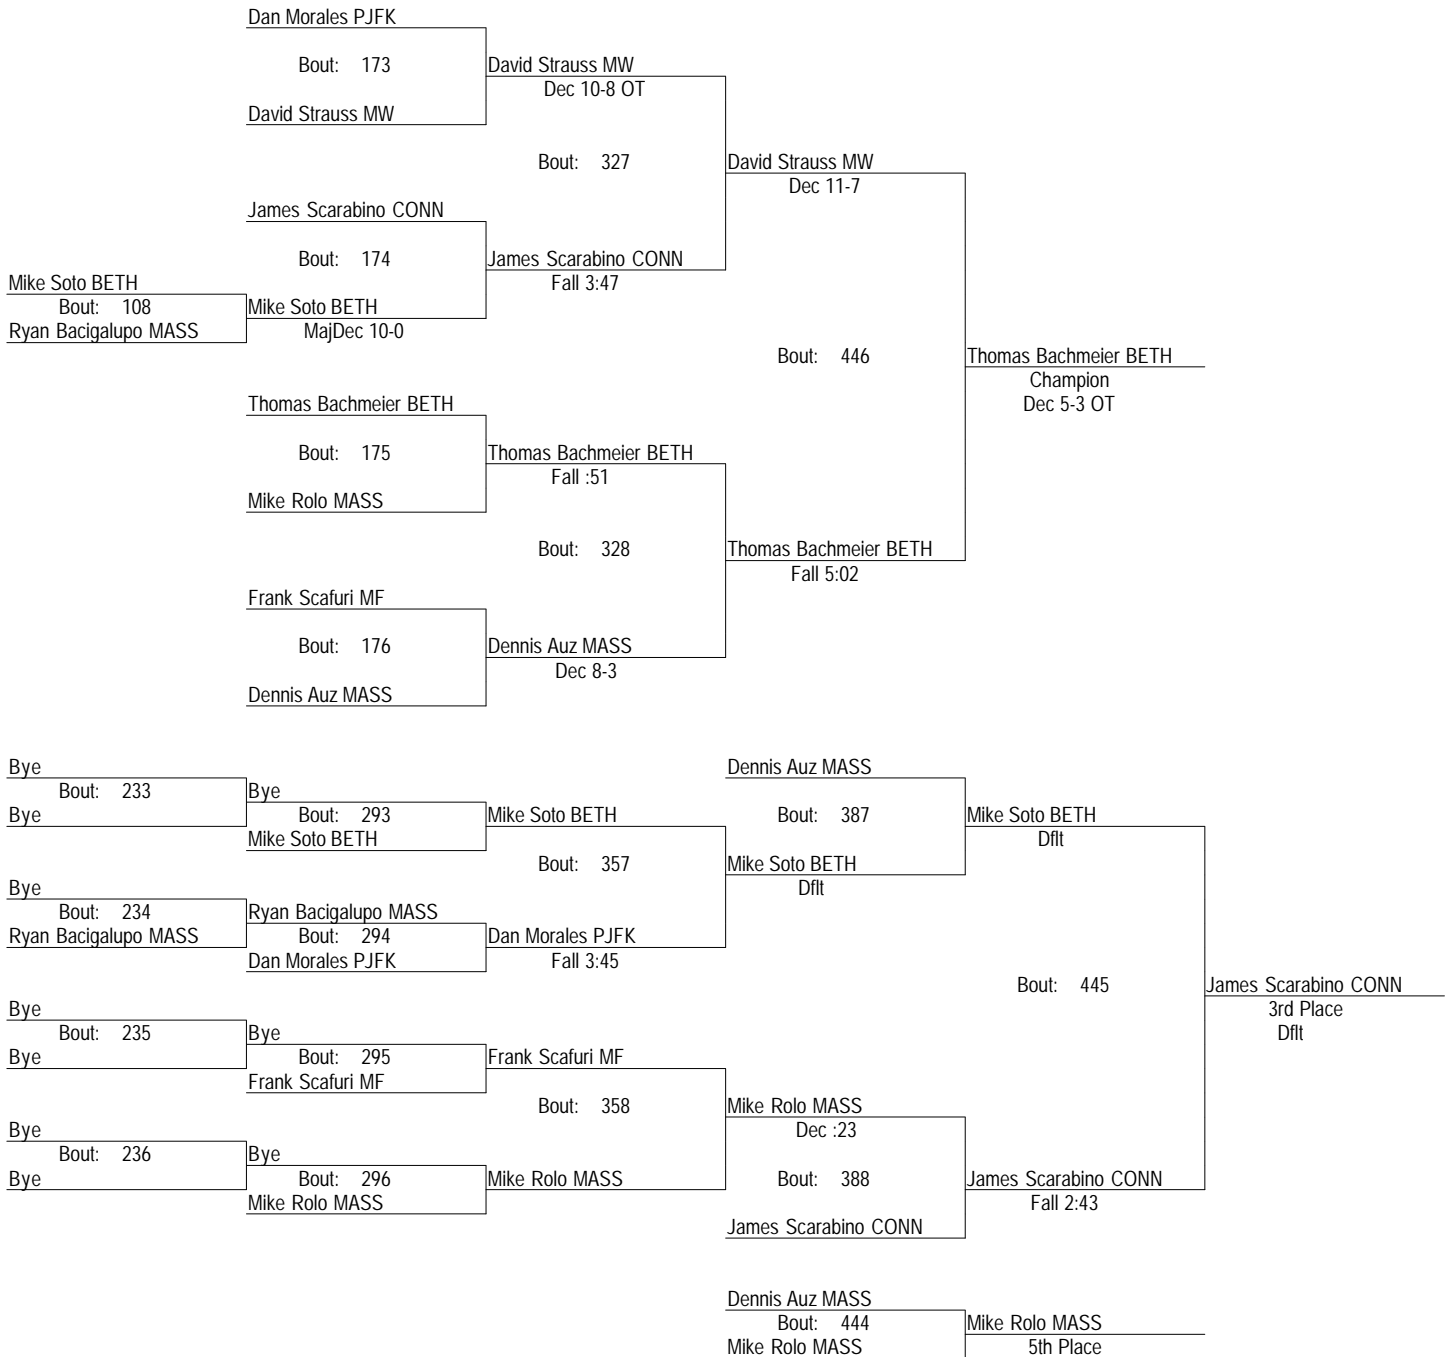 Dan Morales PJFK
Bout: 173
David Strauss MW
Dec 10-8 OT
David Strauss MW
Bout: 327
David Strauss MW
Dec 11-7
James Scarabino CONN
Bout: 174
James Scarabino CONN
Fall 3:47
Mike Soto BETH
Bout: 108
Ryan Bacigalupo MASS
Mike Soto BETH
MajDec 10-0
Bout: 446
Thomas Bachmeier BETH
Champion
Dec 5-3 OT
Thomas Bachmeier BETH
Bout: 175
Thomas Bachmeier BETH
Fall :51
Mike Rolo MASS
Bout: 328
Thomas Bachmeier BETH
Fall 5:02
Frank Scafuri MF
Bout: 176
Dennis Auz MASS
Dec 8-3
Dennis Auz MASS
Bye
Bout: 233
Bye
Bye
Bout: 293
Mike Soto BETH
Mike Soto BETH
Dennis Auz MASS
Bout: 387
Mike Soto BETH
Dflt
Bout: 357
Mike Soto BETH
Dflt
Bye
Bout: 234
Ryan Bacigalupo MASS
Ryan Bacigalupo MASS
Bout: 294
Dan Morales PJFK
Dan Morales PJFK
Fall 3:45
Bout: 445
James Scarabino CONN
3rd Place
Dflt
Bye
Bout: 235
Bye
Bye
Bout: 295
Frank Scafuri MF
Frank Scafuri MF
Bout: 358
Mike Rolo MASS
Dec :23
Bye
Bout: 236
Bye
Bye
Bout: 296
Mike Rolo MASS
Mike Rolo MASS
Bout: 388
James Scarabino CONN
Fall 2:43
James Scarabino CONN
Dennis Auz MASS
Bout: 444
Mike Rolo MASS
Mike Rolo MASS
5th Place